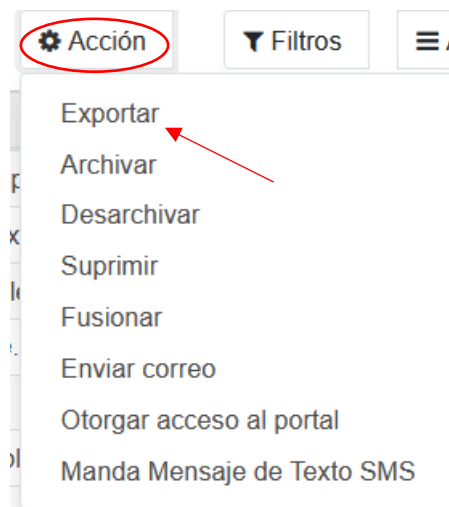 Acción Filtros
Exportar
Archivar
Desarchivar
Suprimir
Fusionar
Enviar correo
Otorgar acceso al portal
Manda Mensaje de Texto SMS